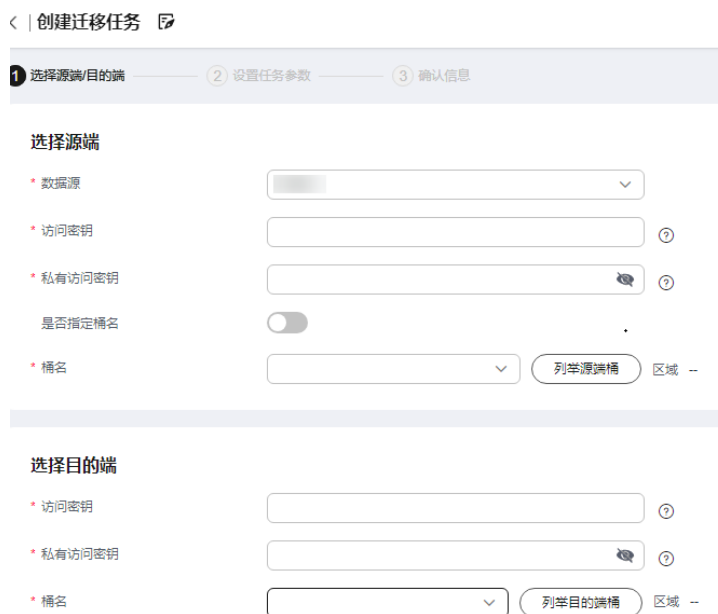 创建迁移任务
1 选择源端/目的端 2 设置任务参数 3 确认信息
选择源端
* 数据源
* 访问密钥
* 私有访问密钥
是否指定桶名
* 桶名 列举源端桶 区域 --
选择目的端
* 访问密钥
* 私有访问密钥
* 桶名 列举目的端桶 区域 --